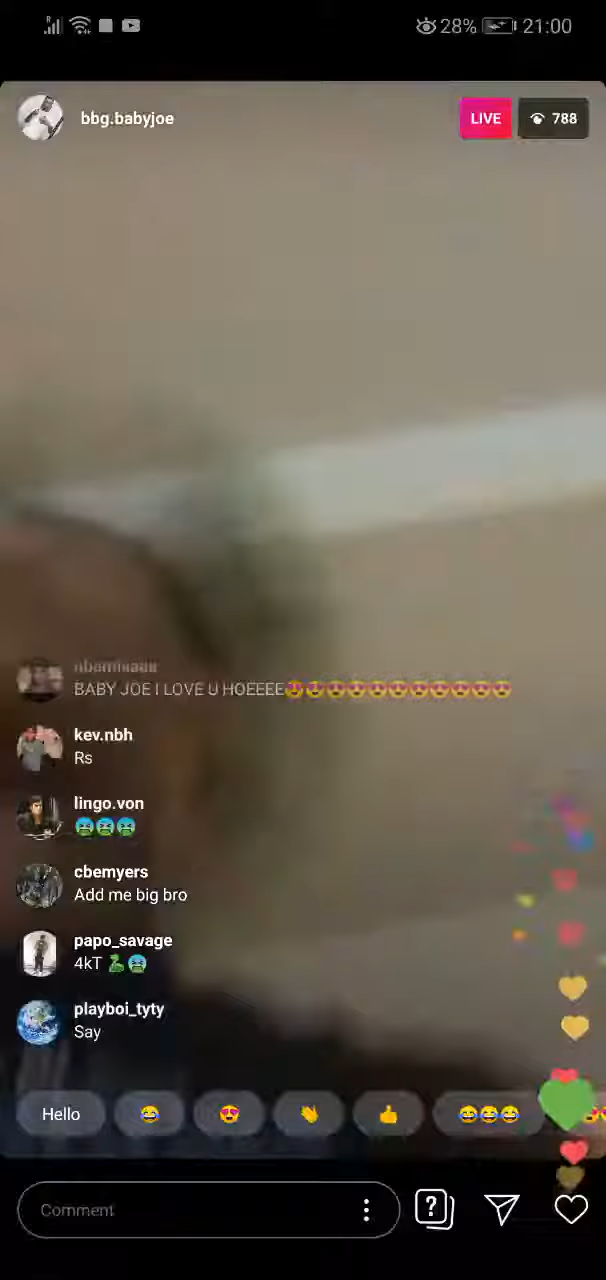 28% 21:00
bbg.babyjoe LIVE 788
BABY JOE I LOVE U HOEEEE😍😍😍😍😍😍😍😍😍😍😍
kev.nbh
Rs
lingo.von
🤮🤮🤮
cbemyers
Add me big bro
papo_savage
4kT 🐍🤮
playboi_tyty
Say
Hello 😂 😍 👏 👍 😂😂😂
Comment